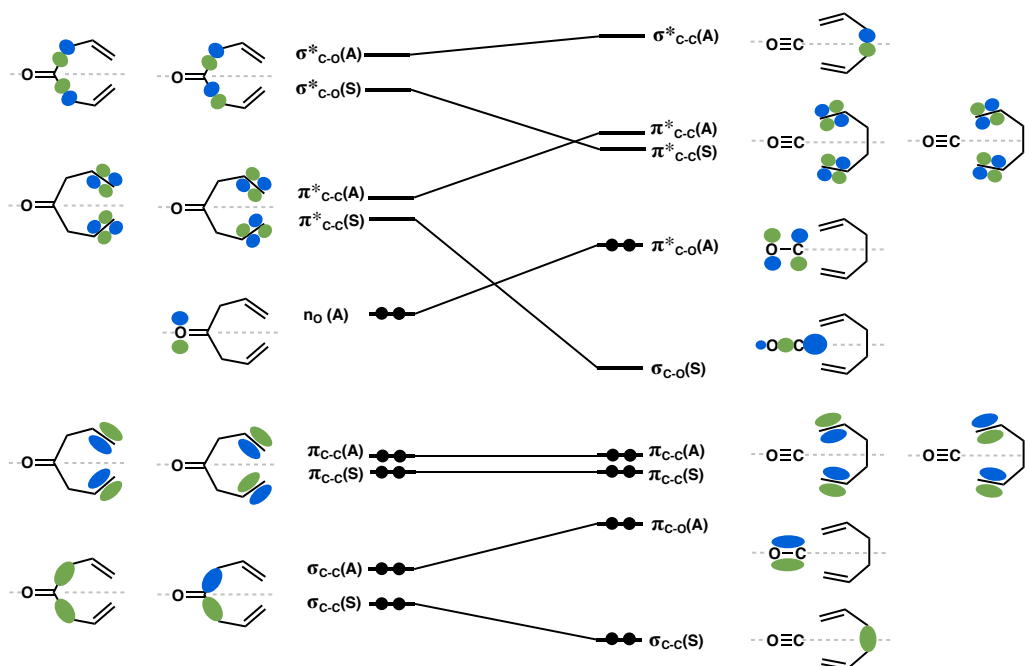 σ*C-O(A)
σ*C-O(S)
π*C-C(A)
π*C-C(S)
nO (A)
πC-C(A)
πC-C(S)
σC-C(A)
σC-C(S)
σ*C-C(A)
π*C-C(A)
π*C-C(S)
π*C-O(A)
σC-O(S)
πC-C(A)
πC-C(S)
πC-O(A)
σC-C(S)
O
O
O
O
O
O
O
O
O
O≡C
O≡C
O≡C
O-C
O C
O≡C
O≡C
O-C
O≡C